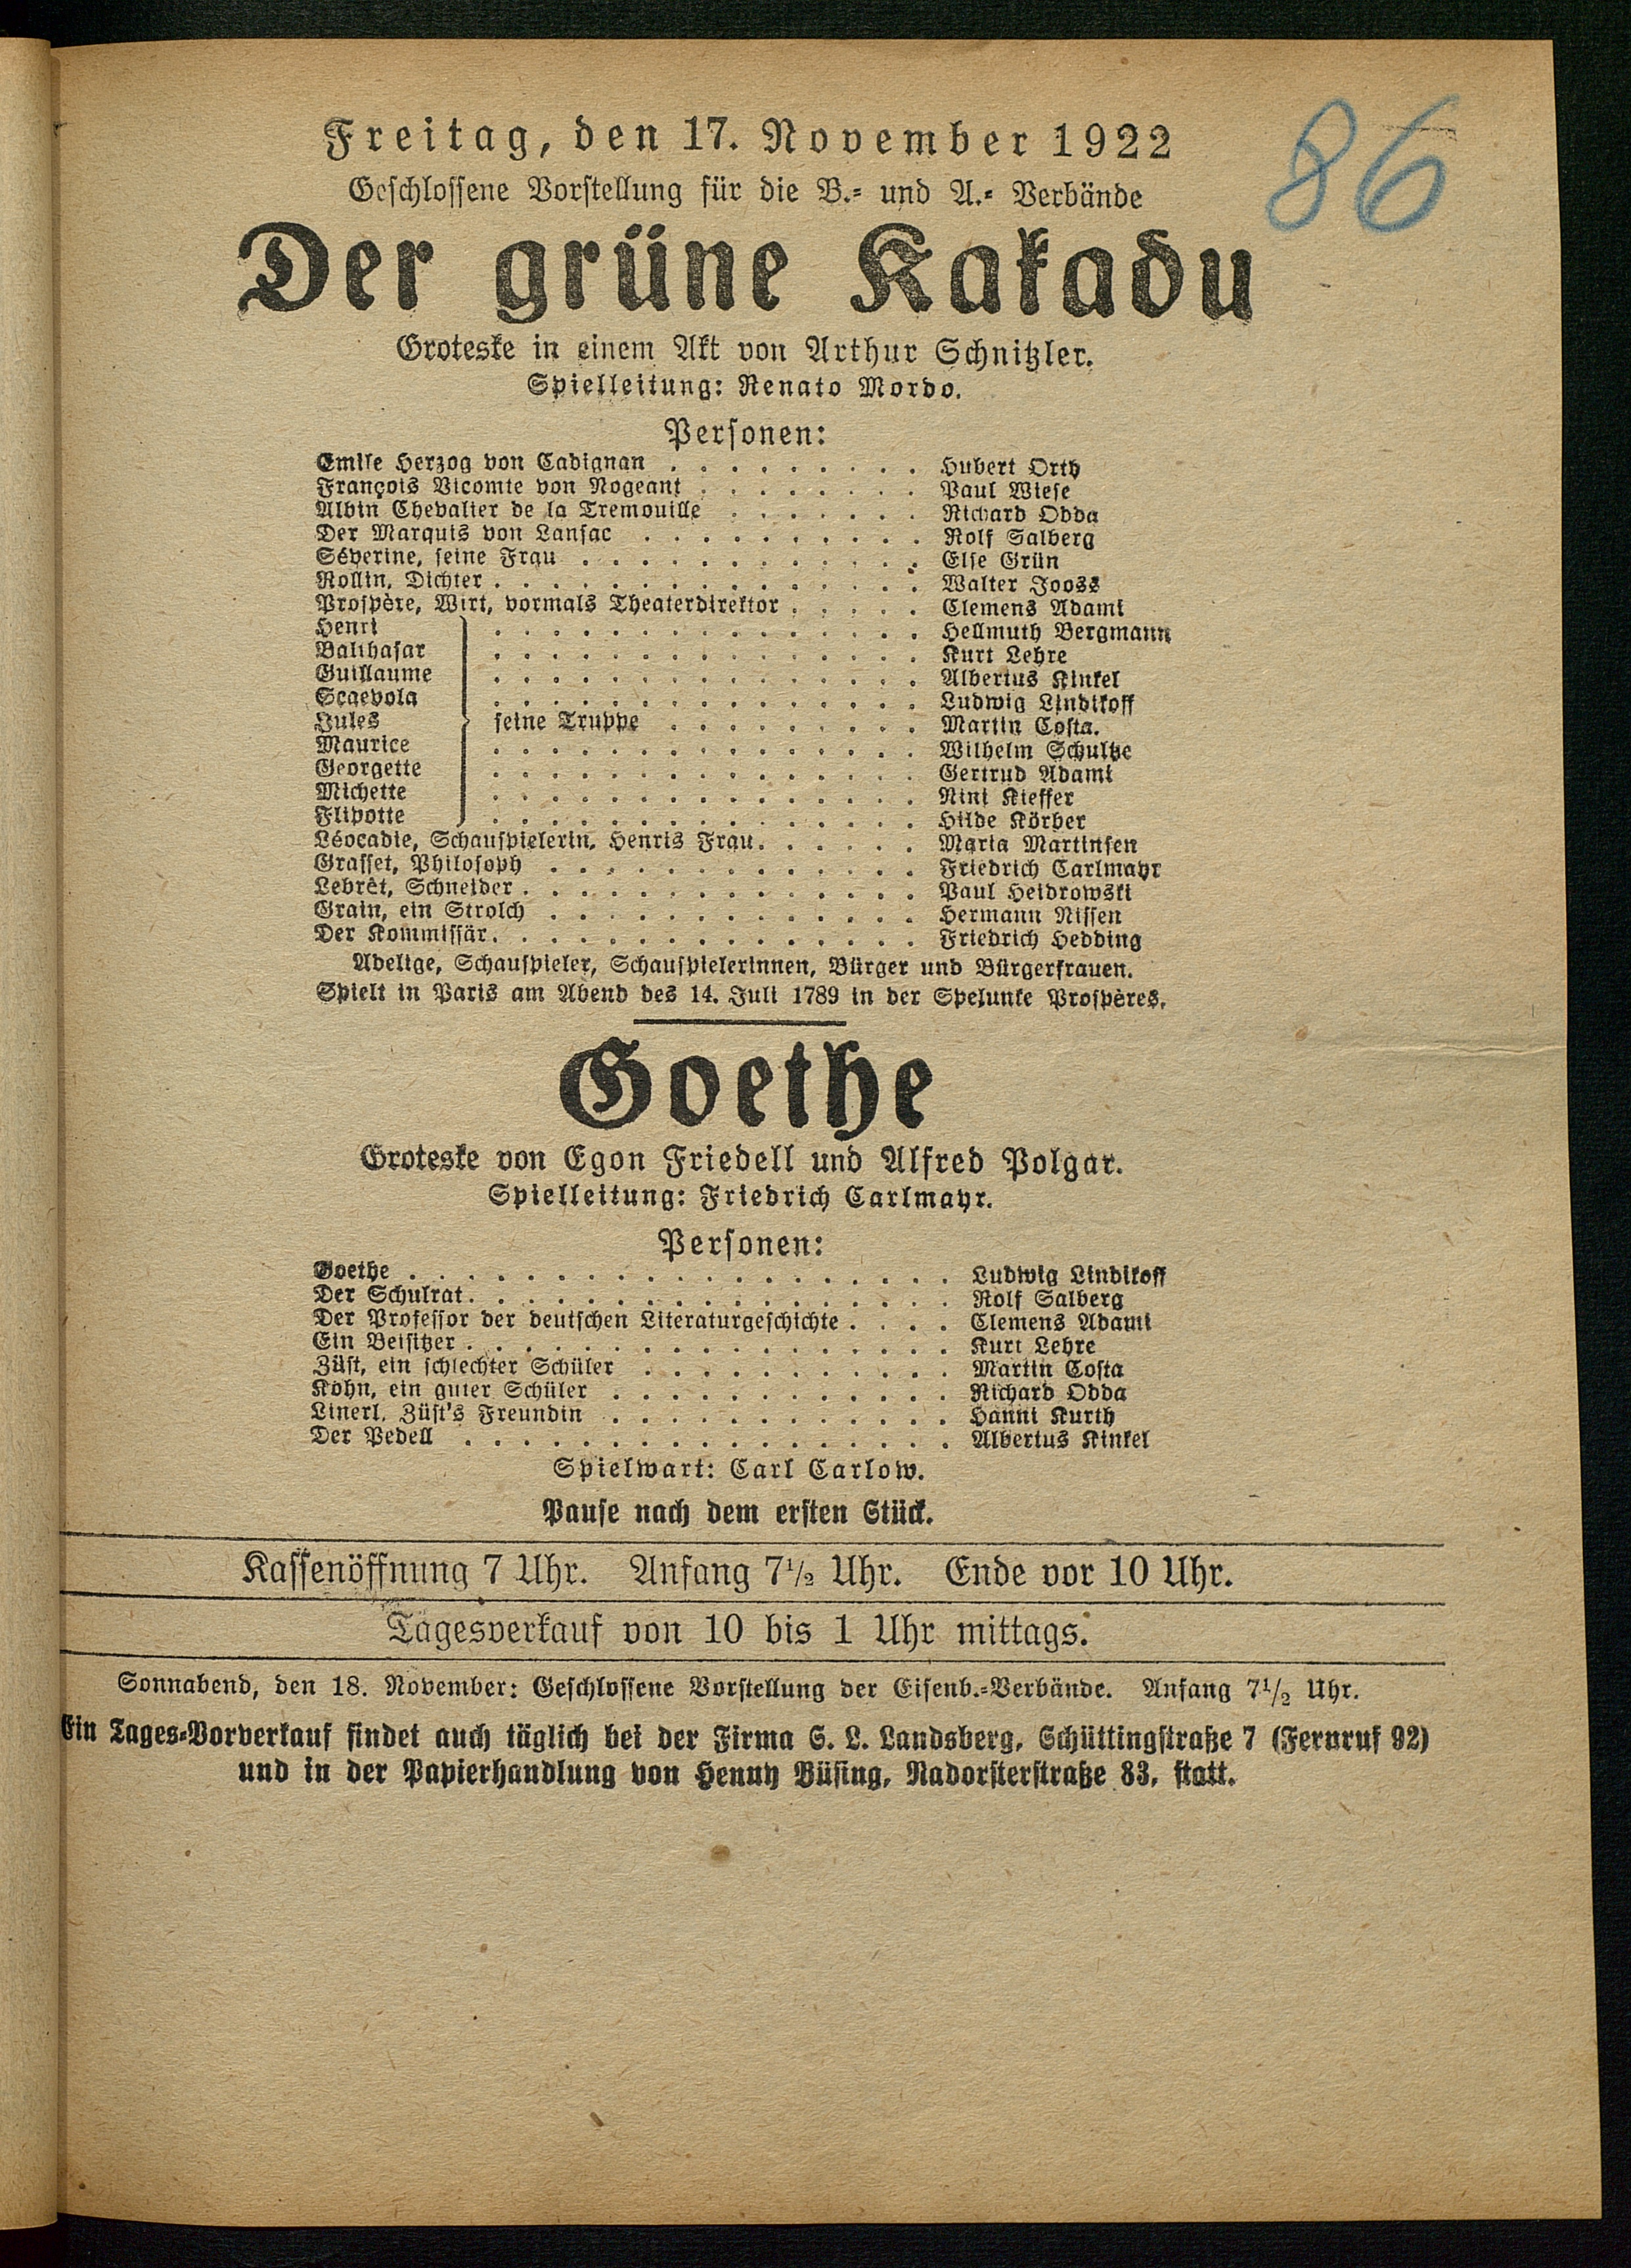 86
Freitag, den 17. November 1922
Geschlossene Vorstellung für die B.- und A.- Verbände
Der grüne Kakadu
Groteske in einem Akt von Arthur Schnitzler.
Spielleitung: Renato Mordo.
Personen:
Emile Herzog von Cadignan . . . . . . . . . Hubert Orth
François Vicomte von Nogeant . . . . . . . . Paul Wiese
Albin Chevalier de la Tremouille . . . . . . . Richard Odda
Der Marquis von Lansac . . . . . . . . . . Rolf Salberg
Séverine, seine Frau . . . . . . . . . . . . Else Grün
Rollin, Dichter . . . . . . . . . . . . . . . Walter Jooss
Prospère, Wirt, vormals Theaterdirektor . . . . . Clemens Adami
Henri . . . . . . . . . . . . . . . Hellmuth Bergmann
Balthasar . . . . . . . . . . . . . . . Kurt Lehre
Guillaume . . . . . . . . . . . . . . . Albertus Kinkel
Scaevola . . . . . . . . . . . . . . . Ludwig Lindikoff
Jules } seine Truppe . . . . . . . . . Martin Costa.
Maurice . . . . . . . . . . . . . . . Wilhelm Schultze
Georgette . . . . . . . . . . . . . . . Gertrud Adami
Michette . . . . . . . . . . . . . . . Nini Kieffer
Flipotte . . . . . . . . . . . . . . . Hilde Körber
Léocadie, Schauspielerin, Henris Frau . . . . . . Maria Martinsen
Grasset, Philosoph . . . . . . . . . . . . . Friedrich Carlmayr
Lebrêt, Schneider . . . . . . . . . . . . . . Paul Heidrowski
Grain, ein Strolch . . . . . . . . . . . . . Hermann Nissen
Der Kommissär . . . . . . . . . . . . . . . Friedrich Hedding
Adelige, Schauspieler, Schauspielerinnen, Bürger und Bürgerfrauen.
Spielt in Paris am Abend des 14. Juli 1789 in der Spelunke Prospères.
Goethe
Groteske von Egon Friedell und Alfred Polgar.
Spielleitung: Friedrich Carlmayr.
Personen:
Goethe . . . . . . . . . . . . . . . . . . . Ludwig Lindikoff
Der Schulrat . . . . . . . . . . . . . . . . . Rolf Salberg
Der Professor der deutschen Literaturgeschichte . . . . Clemens Adami
Ein Beisitzer . . . . . . . . . . . . . . . . . Kurt Lehre
Züst, ein schlechter Schüler . . . . . . . . . . . Martin Costa
Kohn, ein guter Schüler . . . . . . . . . . . . Richard Odda
Linerl, Züst's Freundin . . . . . . . . . . . . Hanni Kurth
Der Pedell . . . . . . . . . . . . . . . . . Albertus Kinkel
Spielwart: Carl Carlow.
Pause nach dem ersten Stück.
Kassenöffnung 7 Uhr. Anfang 7½ Uhr. Ende vor 10 Uhr.
Tagesverkauf von 10 bis 1 Uhr mittags.
Sonnabend, den 18. November: Geschlossene Vorstellung der Eisenb.-Verbände. Anfang 7½ Uhr.
Ein Tages-Vorverkauf findet auch täglich bei der Firma S. L. Landsberg, Schüttingstraße 7 (Fernruf 92)
und in der Papierhandlung von Henny Büsing, Nadorsterstraße 83, statt.